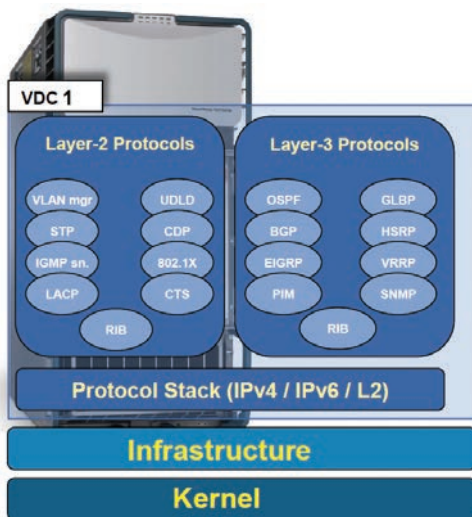 VDC 1
Layer-2 Protocols
VLAN mgr
UDLD
STP
CDP
IGMP sn.
802.1X
LACP
CTS
RIB
Layer-3 Protocols
OSPF
GLBP
BGP
HSRP
EIGRP
VRRP
PIM
SNMP
RIB
Protocol Stack (IPv4 / IPv6 / L2)
Infrastructure
Kernel